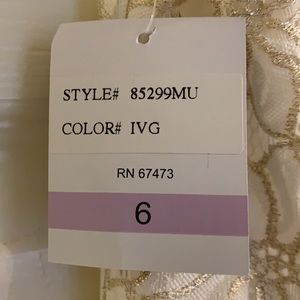 STYLE# 85299MU
COLOR# IVG
RN 67473
6